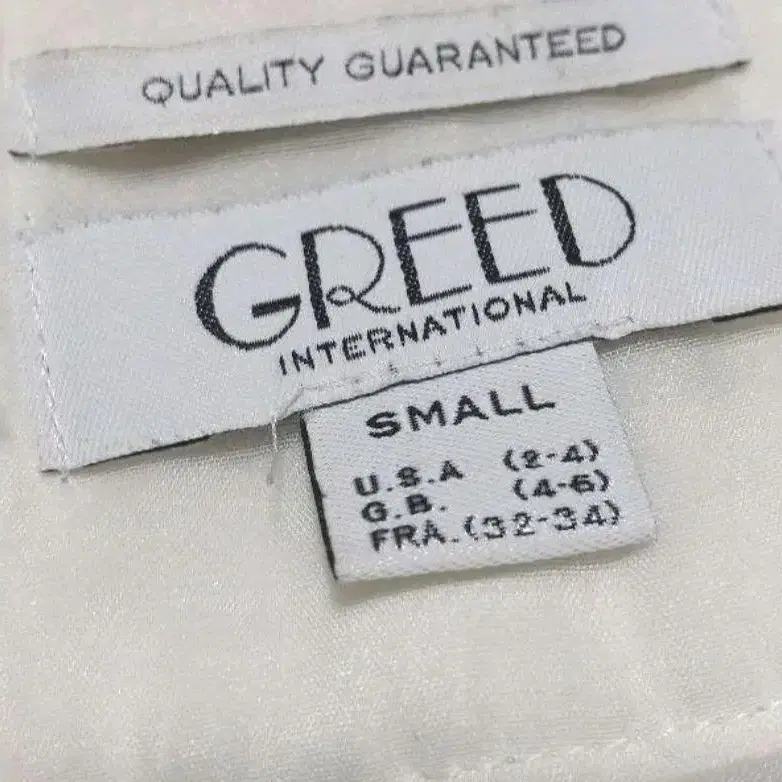 QUALITY GUARANTEED
GREED
INTERNATIONAL
SMALL
U.S.A (2-4)
G.B. (4-6)
FRA.(32-34)